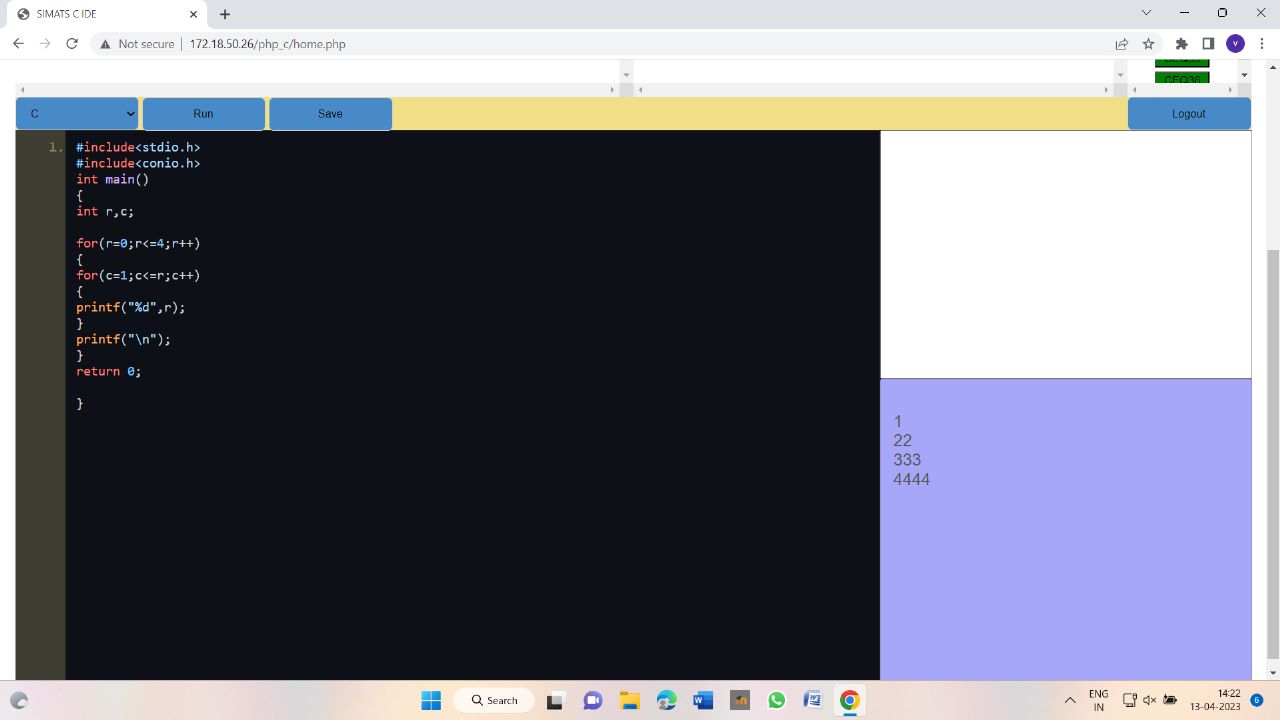 SIMATS C IDE
Not secure
172.18.50.26/php_c/home.php
V
CEQ36
C
Run
Save
Logout
1.
#include<stdio.h>
#include<conio.h>
int main()
{
int r,c;
for(r=0;r<=4;r++)
{
for(c=1;c<=r;c++)
{
printf("%d",r);
}
printf("\n");
}
return 0;
}
1
22
333
4444
Search
ENG
IN
14:22
13-04-2023
6